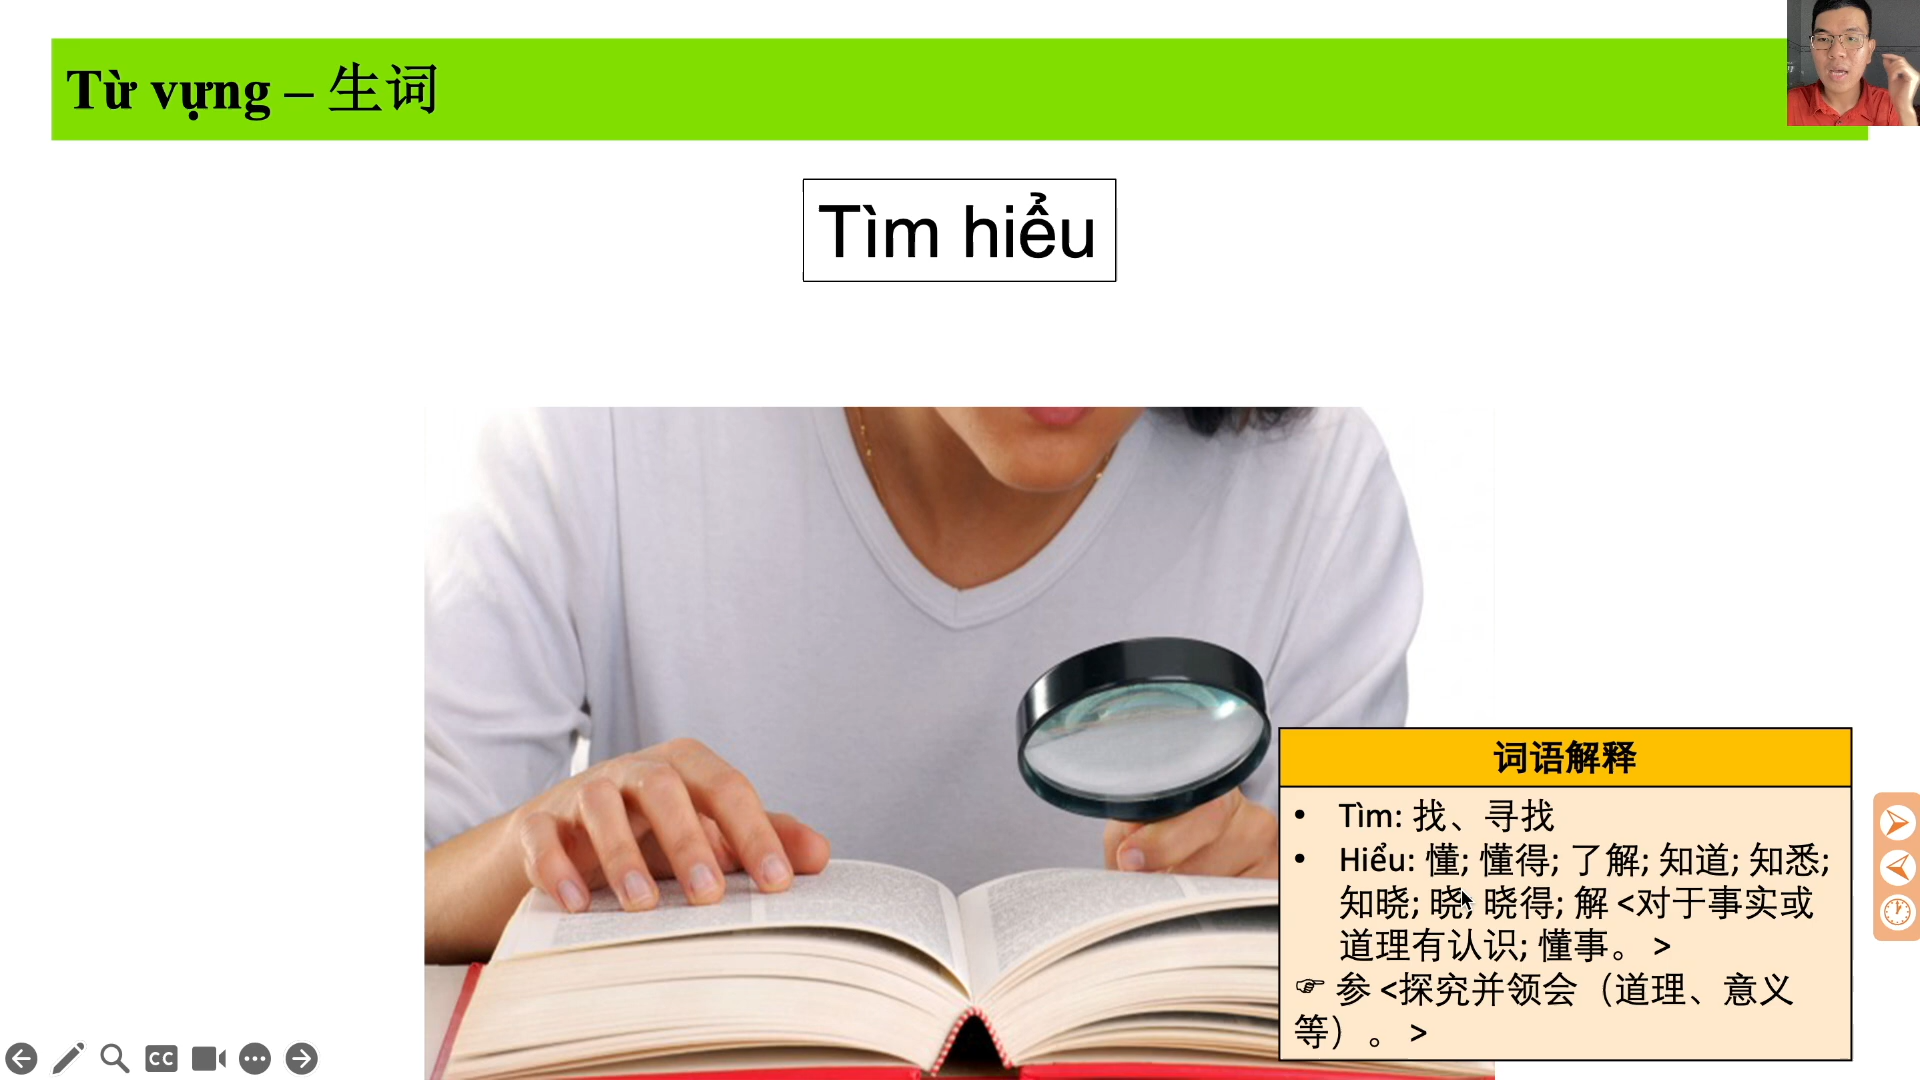 Từ vựng – 生词
Tìm hiểu
词语解释
• Tìm: 找、寻找
• Hiểu: 懂; 懂得; 了解; 知道; 知悉;
知晓; 晓; 晓得; 解 <对于事实或
道理有认识; 懂事。>
☞ 参 <探究并领会（道理、意义
等）。>
CC